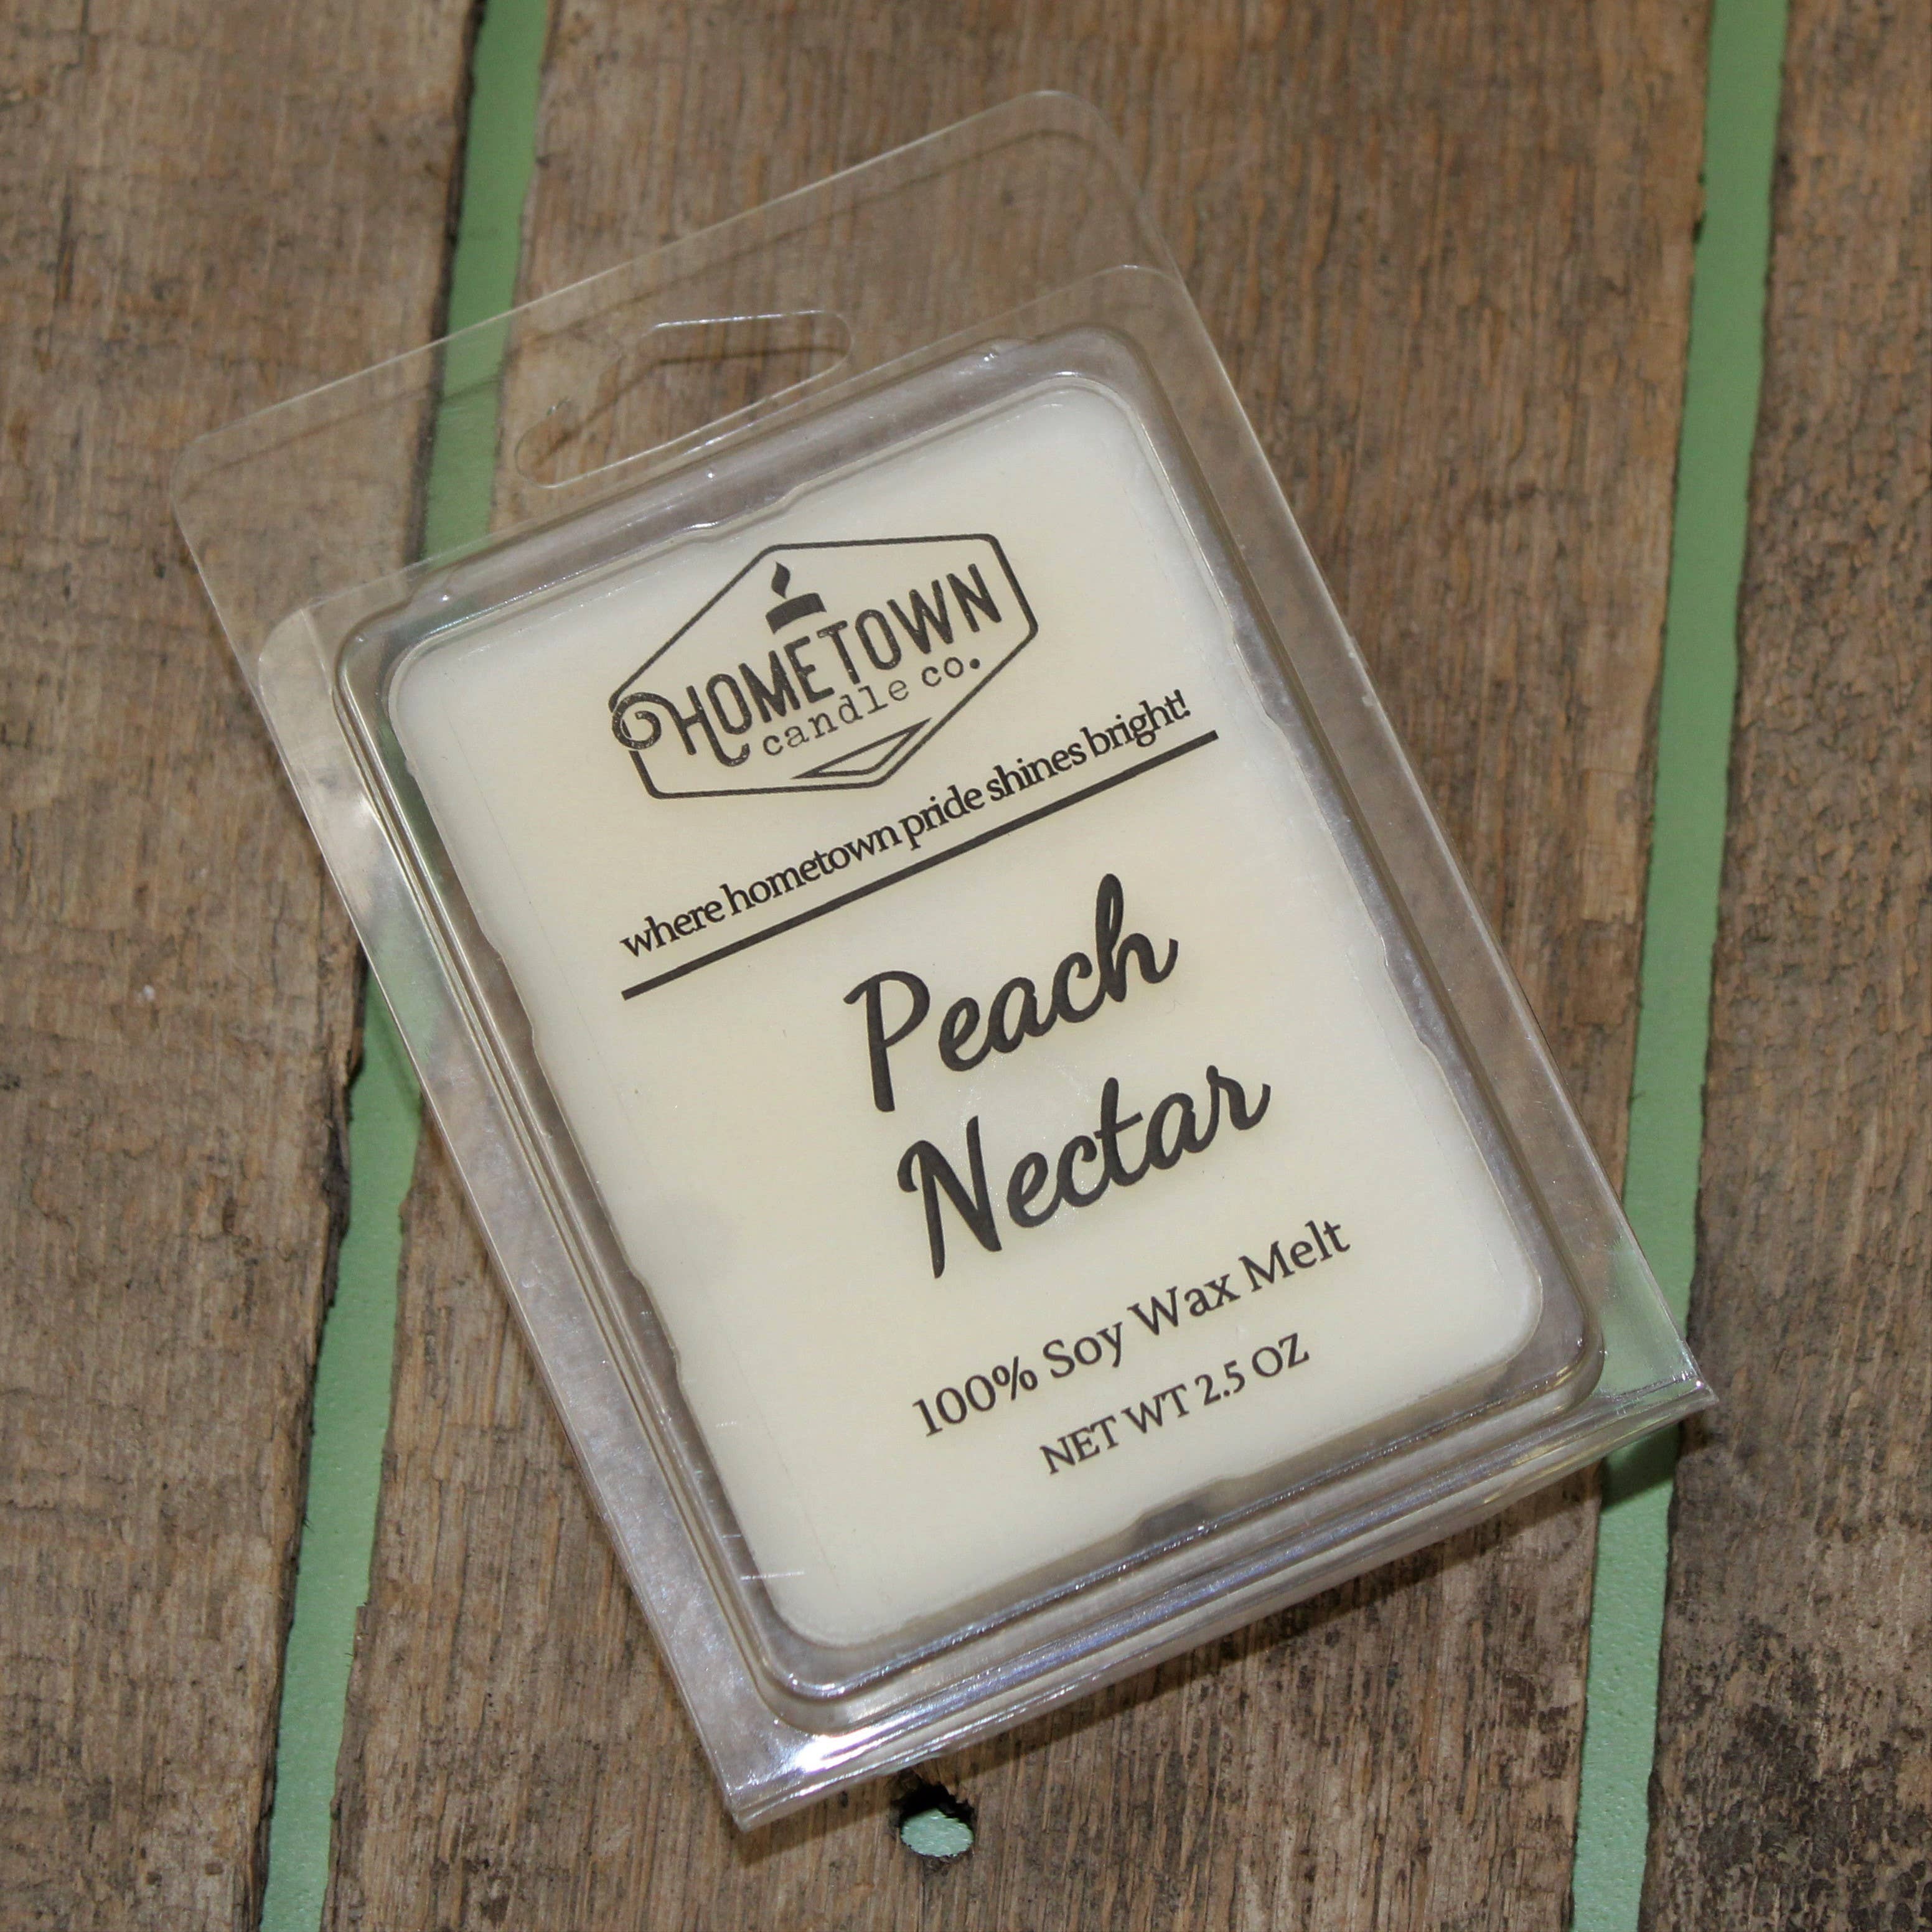 HOMETOWN
candle co.
where hometown pride shines bright!
Peach
Nectar
100% Soy Wax Melt
NET WT 2.5 OZ